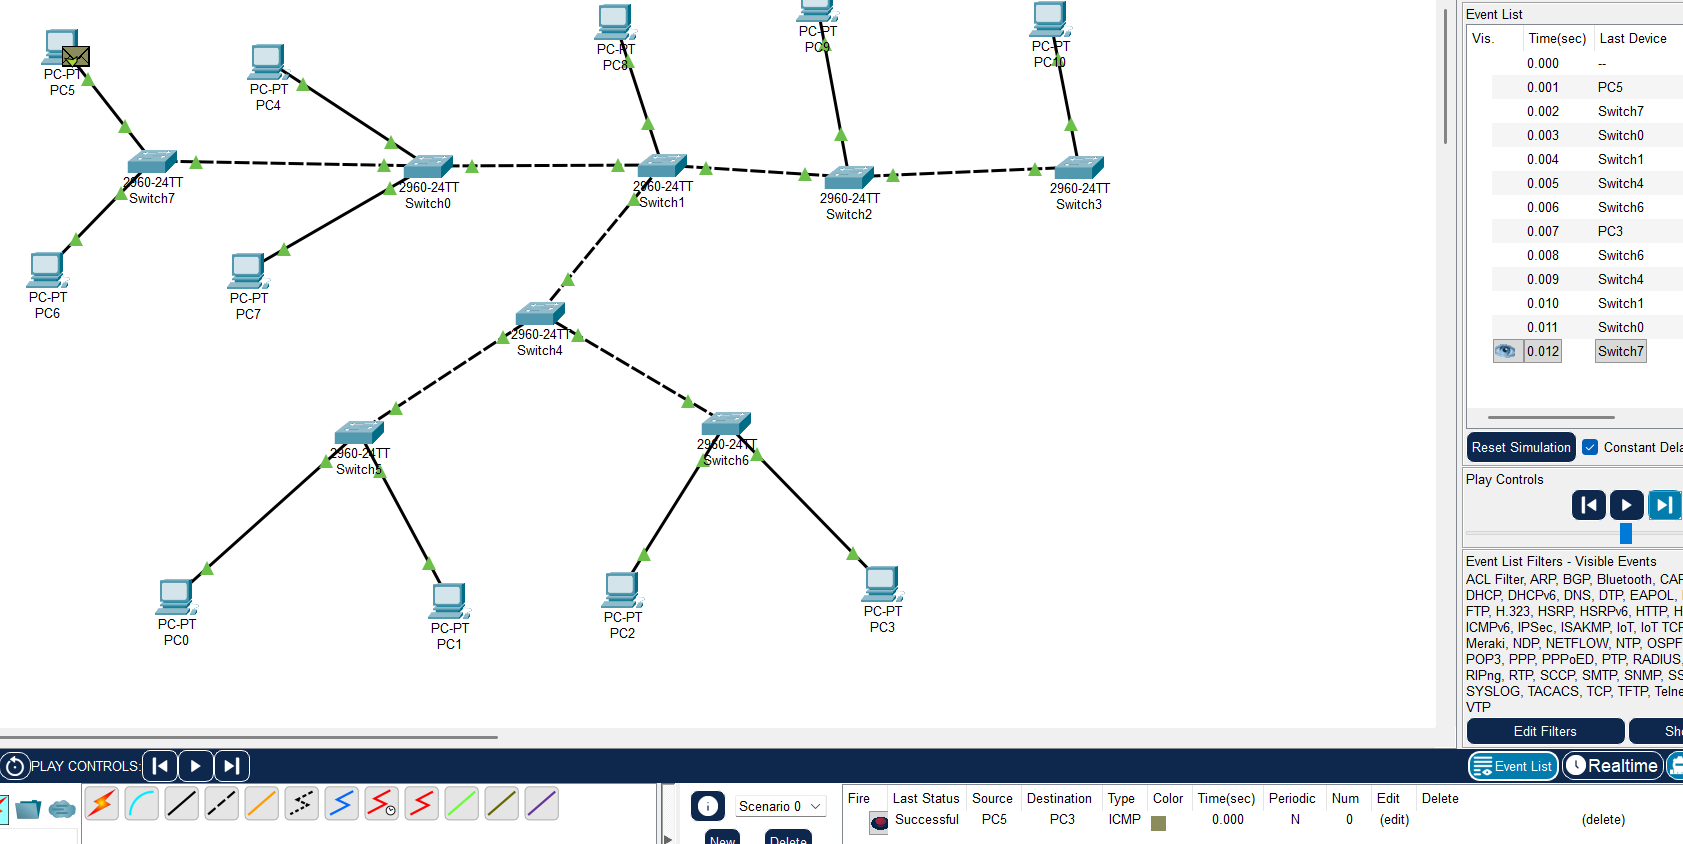 PC-PT
PC5
PC-PT
PC4
PC-PT
PC8
PC-PT
PC9
PC-PT
PC10
2960-24TT
Switch7
2960-24TT
Switch0
2960-24TT
Switch1
2960-24TT
Switch2
2960-24TT
Switch3
PC-PT
PC6
PC-PT
PC7
2960-24TT
Switch4
2960-24TT
Switch5
2960-24TT
Switch6
PC-PT
PC0
PC-PT
PC1
PC-PT
PC2
PC-PT
PC3
Event List
Vis. Time(sec) Last Device
0.000 --
0.001 PC5
0.002 Switch7
0.003 Switch0
0.004 Switch1
0.005 Switch4
0.006 Switch6
0.007 PC3
0.008 Switch6
0.009 Switch4
0.010 Switch1
0.011 Switch0
0.012 Switch7
Reset Simulation Constant Dela
Play Controls
Event List Filters - Visible Events
ACL Filter, ARP, BGP, Bluetooth, CAP
DHCP, DHCPv6, DNS, DTP, EAPOL,
FTP, H.323, HSRP, HSRPv6, HTTP, H
ICMPv6, IPSec, ISAKMP, IoT, IoT TCP
Meraki, NDP, NETFLOW, NTP, OSPF
POP3, PPP, PPPoED, PTP, RADIUS,
RIPng, RTP, SCCP, SMTP, SNMP, SS
SYSLOG, TACACS, TCP, TFTP, Telne
VTP
Edit Filters Sh
PLAY CONTROLS:
Event List Realtime
Scenario 0
New Delete
Fire Last Status Source Destination Type Color Time(sec) Periodic Num Edit Delete
Successful PC5 PC3 ICMP 0.000 N 0 (edit) (delete)